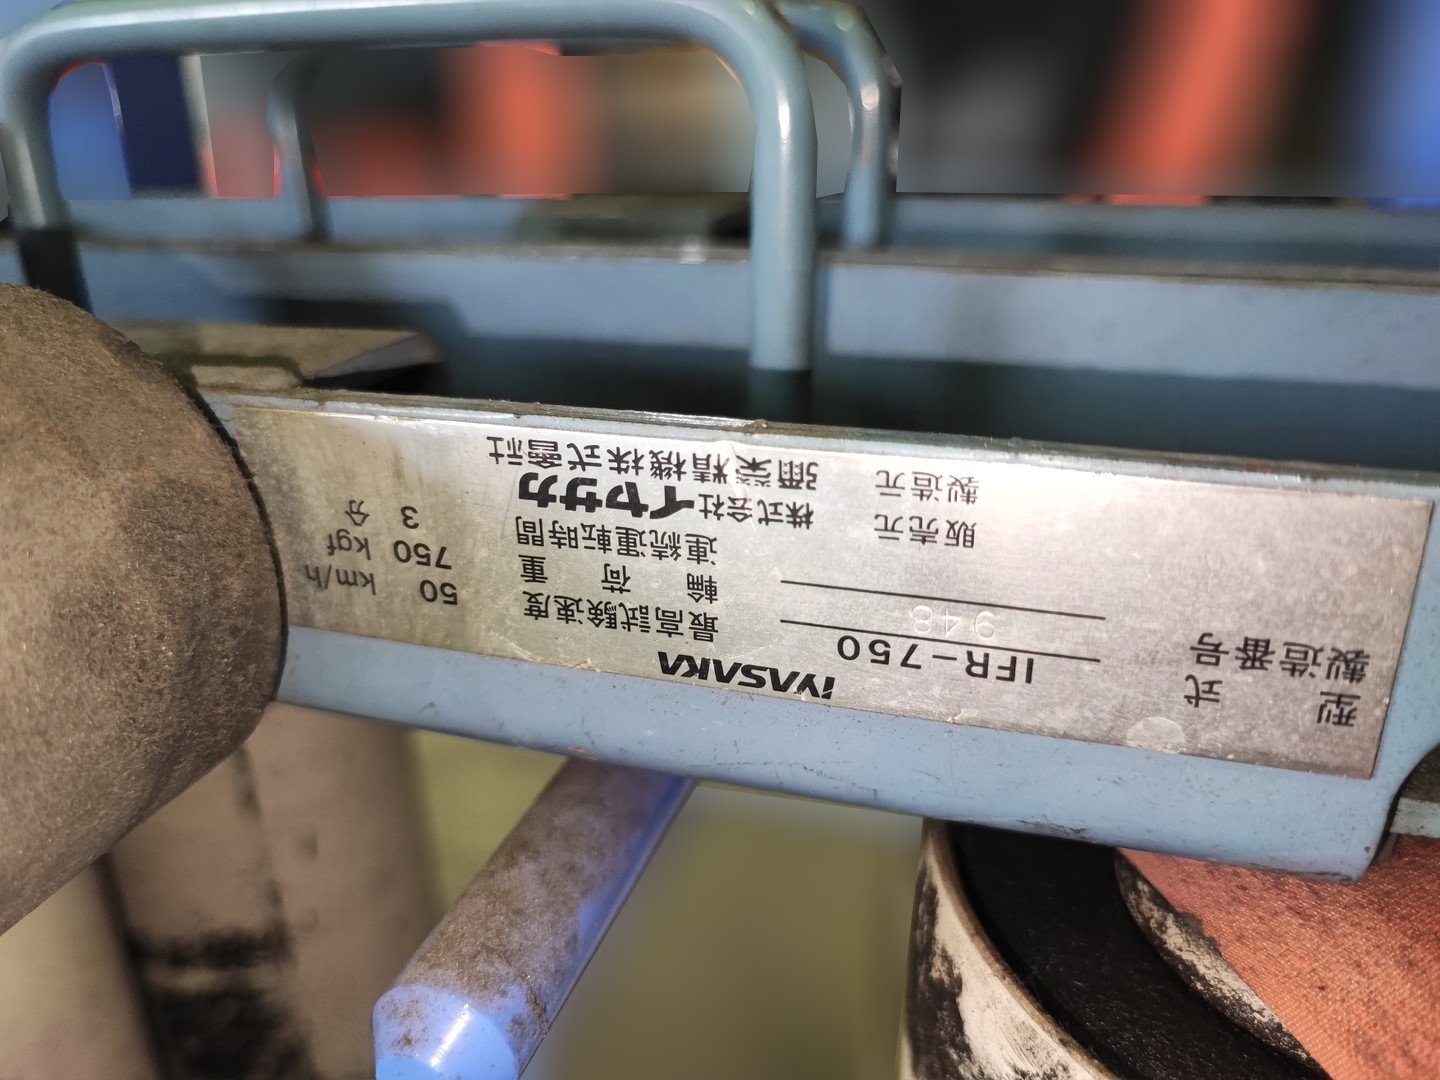 IYASAKA
型式 IFR-750
製造番号 948
最高試験速度 50 km/h
輪荷重 750 kgf
連続運転時間 3 分
販売元 株式会社イヤサカ
製造元 彌榮精機株式會社